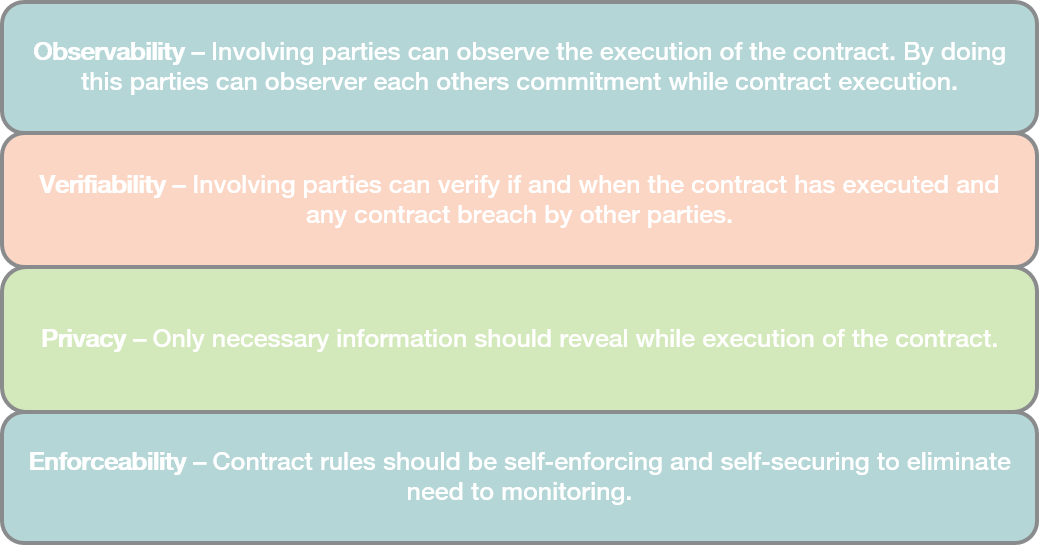 Observability – Involving parties can observe the execution of the contract. By doing
this parties can observer each others commitment while contract execution.
Verifiability – Involving parties can verify if and when the contract has executed and
any contract breach by other parties.
Privacy – Only necessary information should reveal while execution of the contract.
Enforceability – Contract rules should be self-enforcing and self-securing to eliminate
need to monitoring.